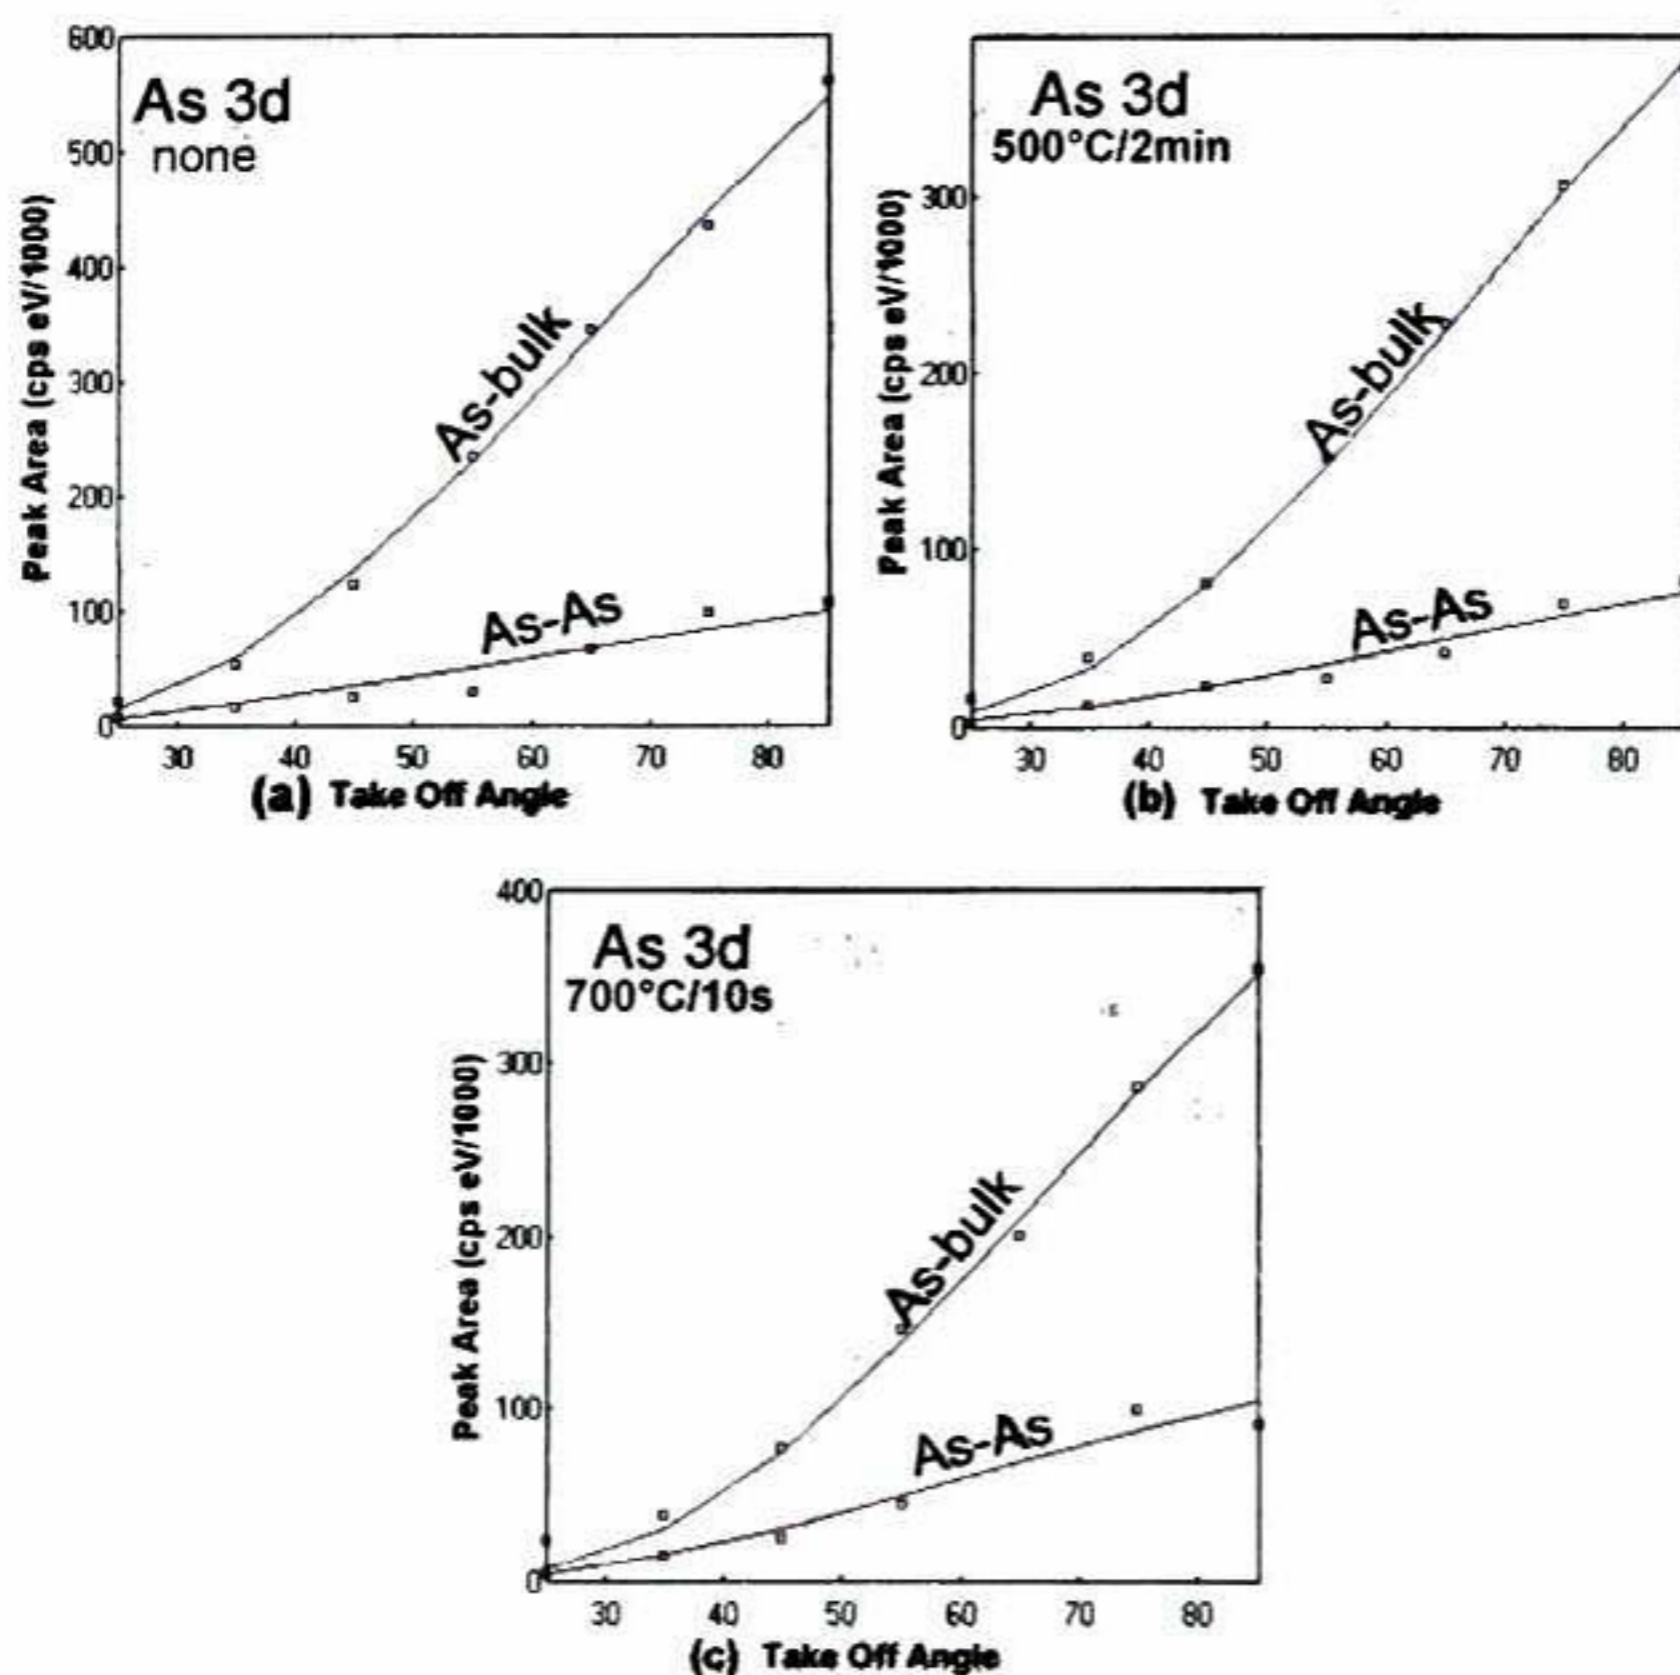 As 3d
none
Peak Area (cps eV/1000)
600
500
400
300
200
100
0
As-bulk
As-As
30 40 50 60 70 80
(a) Take Off Angle
As 3d
500°C/2min
Peak Area (cps eV/1000)
300
200
100
0
As-bulk
As-As
30 40 50 60 70 80
(b) Take Off Angle
As 3d
700°C/10s
Peak Area (cps eV/1000)
400
300
200
100
0
As-bulk
As-As
30 40 50 60 70 80
(c) Take Off Angle